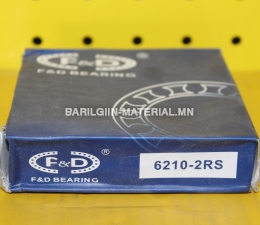 F&D
F&D BEARING
BARILGIIN-MATERIAL.MN
F&D
F&D BEARING
6210-2RS